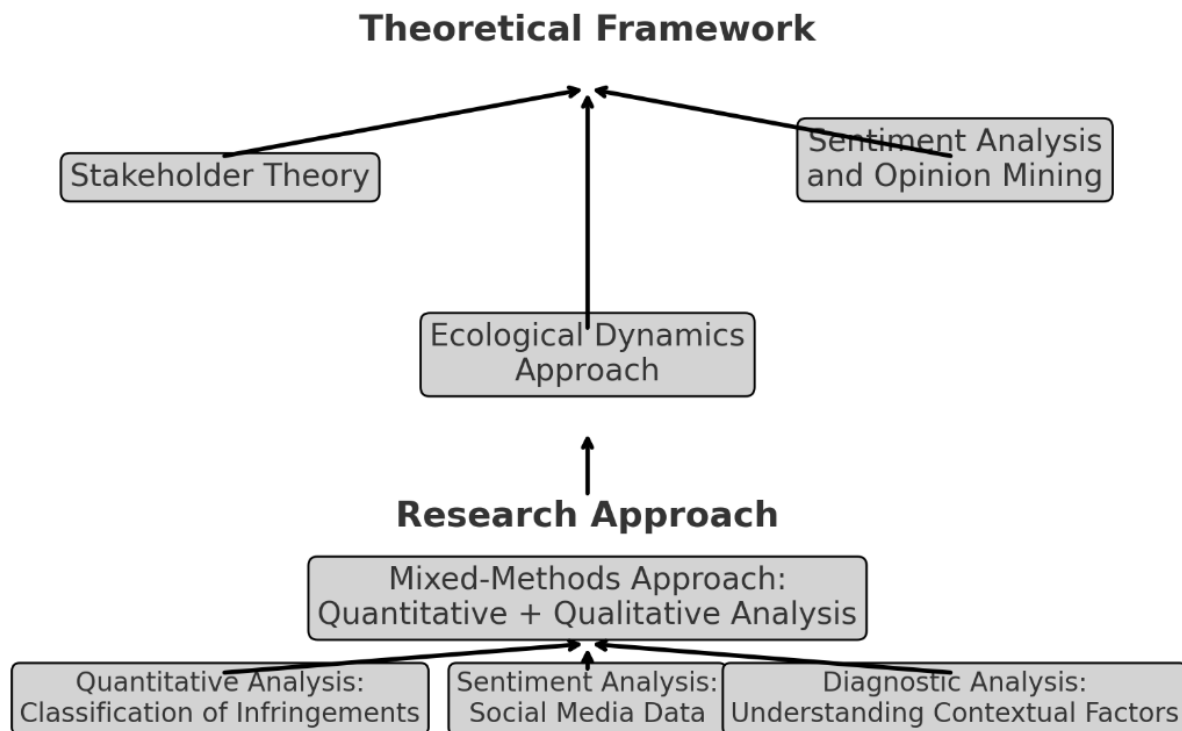 Theoretical Framework
Stakeholder Theory
Sentiment Analysis
and Opinion Mining
Ecological Dynamics
Approach
Research Approach
Mixed-Methods Approach:
Quantitative + Qualitative Analysis
Quantitative Analysis:
Classification of Infringements
Sentiment Analysis:
Social Media Data
Diagnostic Analysis:
Understanding Contextual Factors